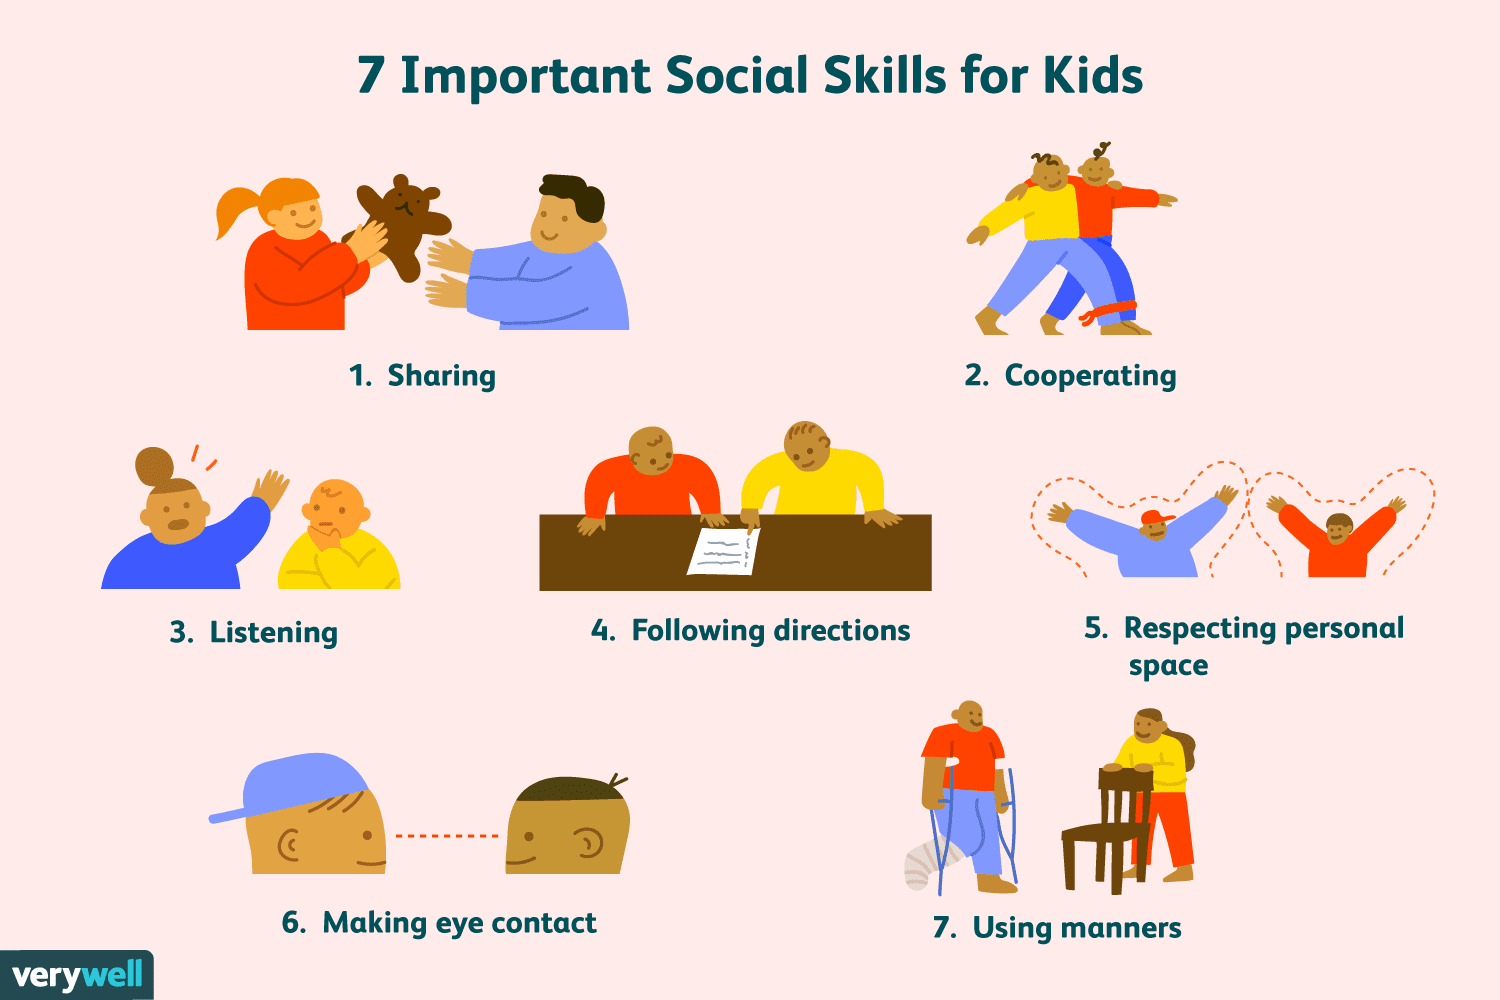 7 Important Social Skills for Kids
1. Sharing
2. Cooperating
3. Listening
4. Following directions
5. Respecting personal
space
6. Making eye contact
7. Using manners
verywell